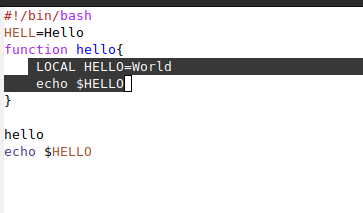 #!/bin/bash
HELL=Hello
function hello{
LOCAL HELLO=World
echo $HELLO
}
hello
echo $HELLO